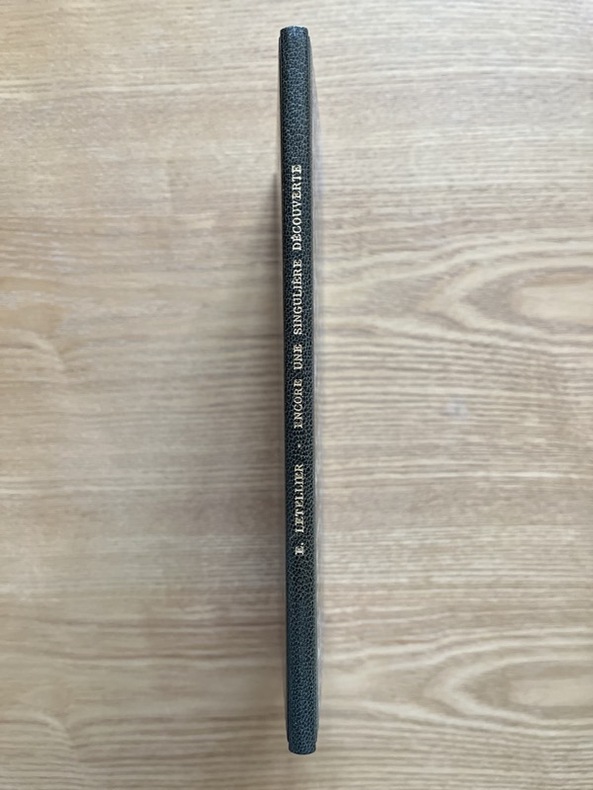 E. LETELLIER • ENCORE UNE SINGULIÈRE DÉCOUVERTE